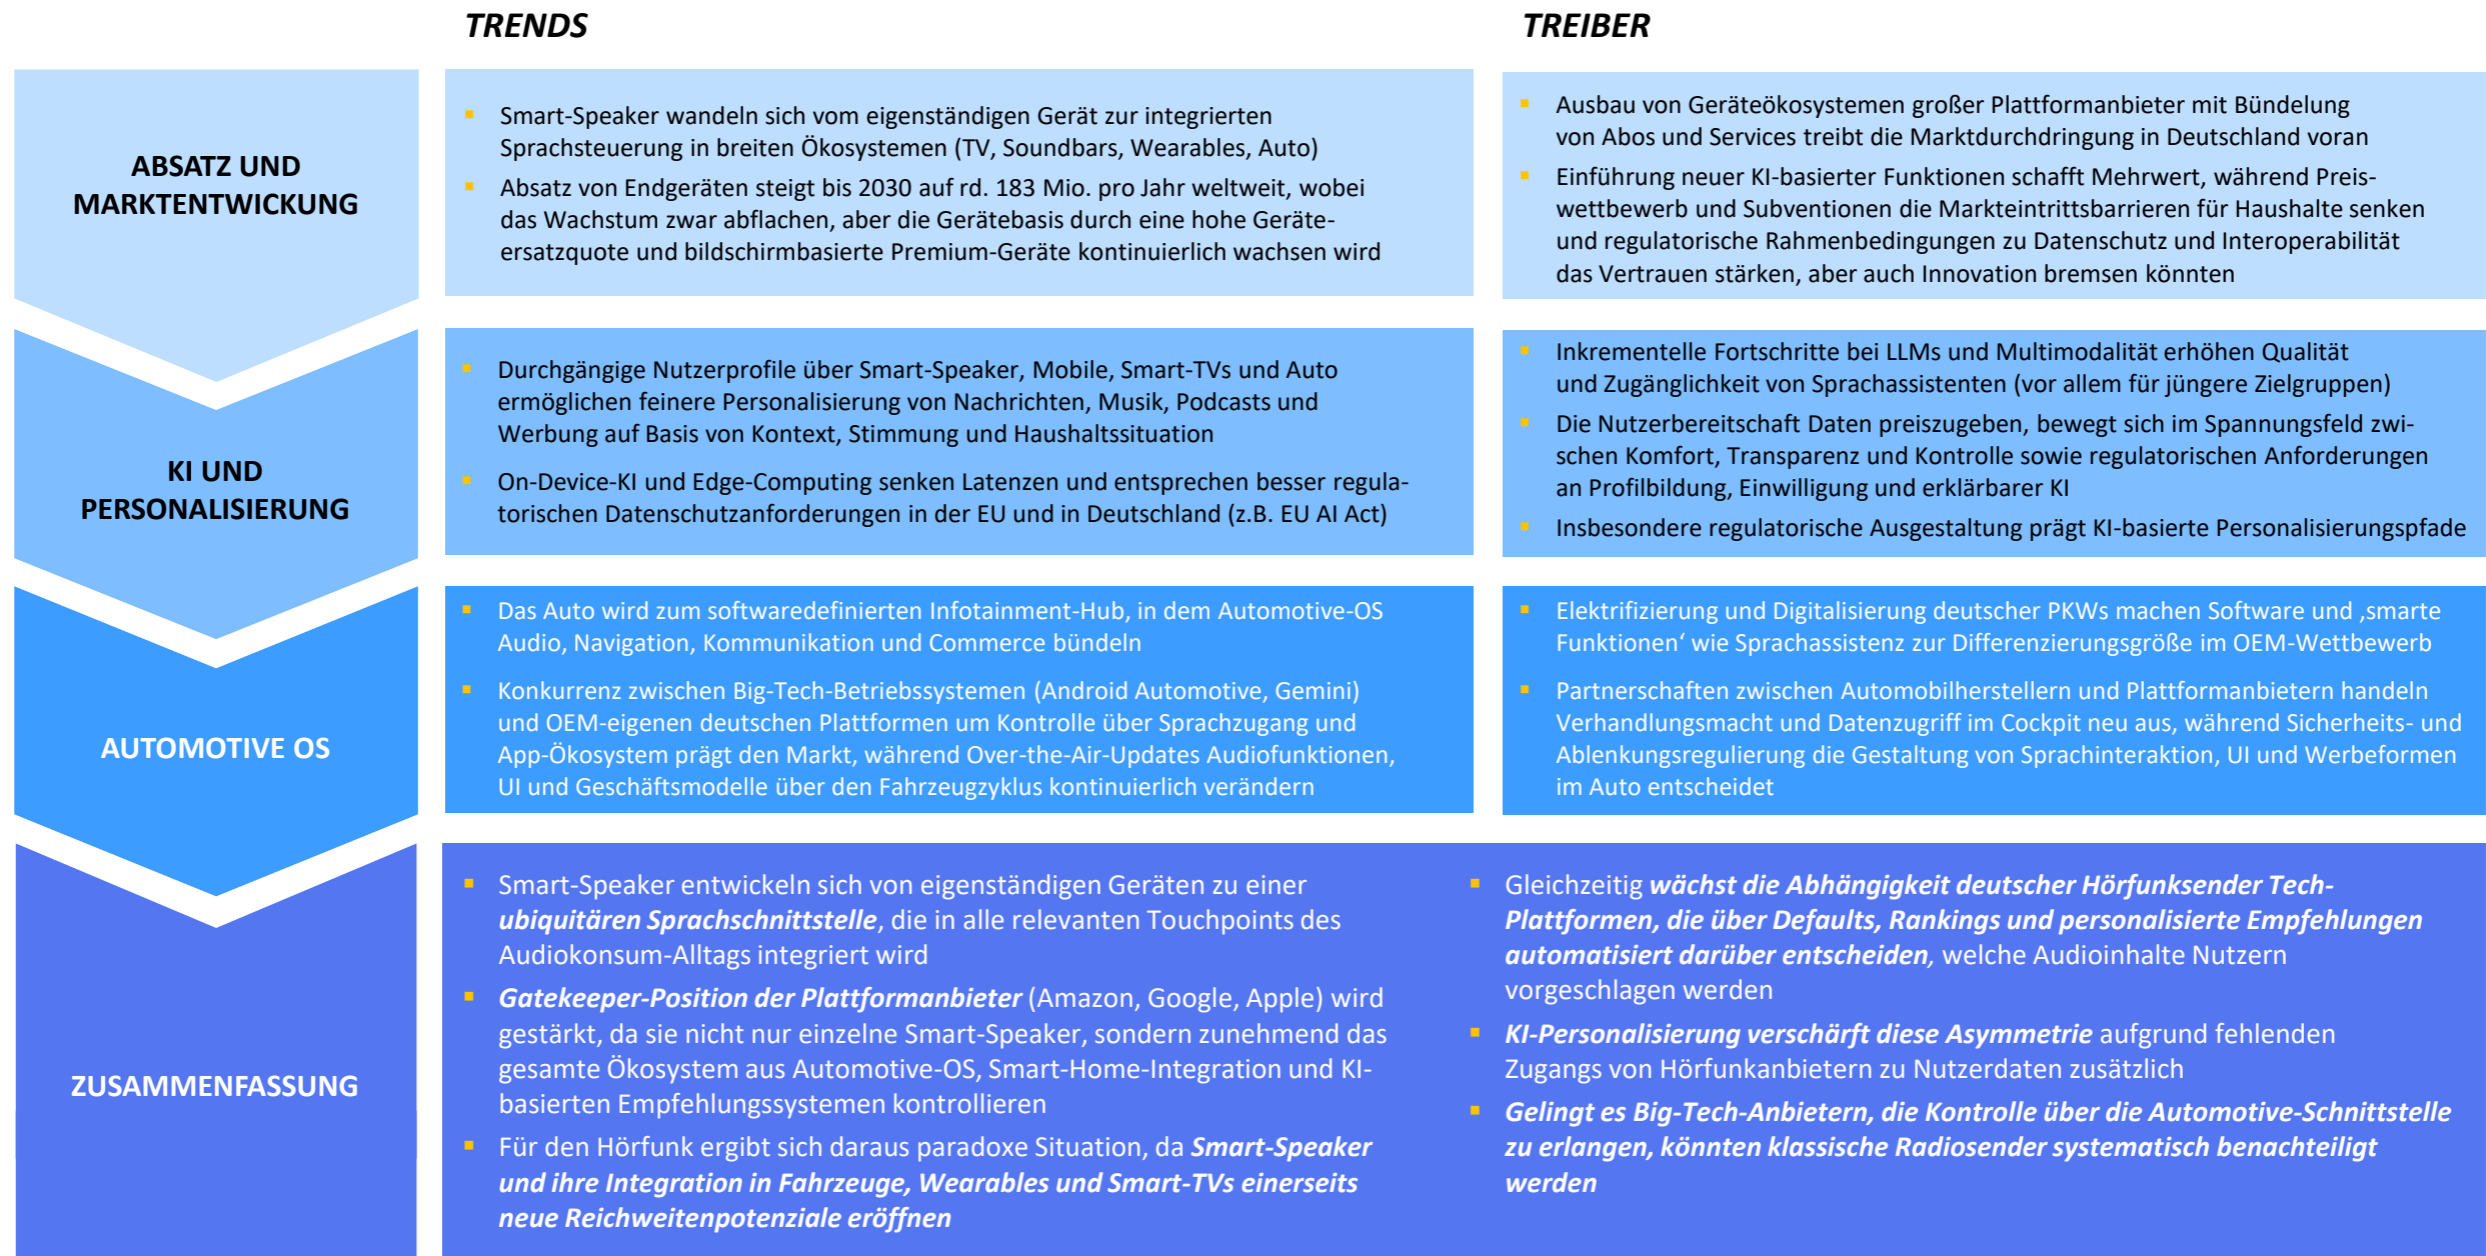 TRENDS
TREIBER
ABSATZ UND
MARKTENTWICKUNG
▪ Smart-Speaker wandeln sich vom eigenständigen Gerät zur integrierten
Sprachsteuerung in breiten Ökosystemen (TV, Soundbars, Wearables, Auto)
▪ Absatz von Endgeräten steigt bis 2030 auf rd. 183 Mio. pro Jahr weltweit, wobei
das Wachstum zwar abflachen, aber die Gerätebasis durch eine hohe Geräte-
ersatzquote und bildschirmbasierte Premium-Geräte kontinuierlich wachsen wird
▪ Ausbau von Geräteökosystemen großer Plattformanbieter mit Bündelung
von Abos und Services treibt die Marktdurchdringung in Deutschland voran
▪ Einführung neuer KI-basierter Funktionen schafft Mehrwert, während Preis-
wettbewerb und Subventionen die Markteintrittsbarrieren für Haushalte senken
und regulatorische Rahmenbedingungen zu Datenschutz und Interoperabilität
das Vertrauen stärken, aber auch Innovation bremsen könnten
KI UND
PERSONALISIERUNG
▪ Durchgängige Nutzerprofile über Smart-Speaker, Mobile, Smart-TVs und Auto
ermöglichen feinere Personalisierung von Nachrichten, Musik, Podcasts und
Werbung auf Basis von Kontext, Stimmung und Haushaltssituation
▪ On-Device-KI und Edge-Computing senken Latenzen und entsprechen besser regula-
torischen Datenschutzanforderungen in der EU und in Deutschland (z.B. EU AI Act)
▪ Inkrementelle Fortschritte bei LLMs und Multimodalität erhöhen Qualität
und Zugänglichkeit von Sprachassistenten (vor allem für jüngere Zielgruppen)
▪ Die Nutzerbereitschaft Daten preiszugeben, bewegt sich im Spannungsfeld zwi-
schen Komfort, Transparenz und Kontrolle sowie regulatorischen Anforderungen
an Profilbildung, Einwilligung und erklärbarer KI
▪ Insbesondere regulatorische Ausgestaltung prägt KI-basierte Personalisierungspfade
AUTOMOTIVE OS
▪ Das Auto wird zum softwaredefinierten Infotainment-Hub, in dem Automotive-OS
Audio, Navigation, Kommunikation und Commerce bündeln
▪ Konkurrenz zwischen Big-Tech-Betriebssystemen (Android Automotive, Gemini)
und OEM-eigenen deutschen Plattformen um Kontrolle über Sprachzugang und
App-Ökosystem prägt den Markt, während Over-the-Air-Updates Audiofunktionen,
UI und Geschäftsmodelle über den Fahrzeugzyklus kontinuierlich verändern
▪ Elektrifizierung und Digitalisierung deutscher PKWs machen Software und ‚smarte
Funktionen‘ wie Sprachassistenz zur Differenzierungsgröße im OEM-Wettbewerb
▪ Partnerschaften zwischen Automobilherstellern und Plattformanbietern handeln
Verhandlungsmacht und Datenzugriff im Cockpit neu aus, während Sicherheits- und
Ablenkungsregulierung die Gestaltung von Sprachinteraktion, UI und Werbeformen
im Auto entscheidet
ZUSAMMENFASSUNG
▪ Smart-Speaker entwickeln sich von eigenständigen Geräten zu einer
ubiquitären Sprachschnittstelle, die in alle relevanten Touchpoints des
Audiokonsum-Alltags integriert wird
▪ Gatekeeper-Position der Plattformanbieter (Amazon, Google, Apple) wird
gestärkt, da sie nicht nur einzelne Smart-Speaker, sondern zunehmend das
gesamte Ökosystem aus Automotive-OS, Smart-Home-Integration und KI-
basierten Empfehlungssystemen kontrollieren
▪ Für den Hörfunk ergibt sich daraus paradoxe Situation, da Smart-Speaker
und ihre Integration in Fahrzeuge, Wearables und Smart-TVs einerseits
neue Reichweitenpotenziale eröffnen
▪ Gleichzeitig wächst die Abhängigkeit deutscher Hörfunksender Tech-
Plattformen, die über Defaults, Rankings und personalisierte Empfehlungen
automatisiert darüber entscheiden, welche Audioinhalte Nutzern
vorgeschlagen werden
▪ KI-Personalisierung verschärft diese Asymmetrie aufgrund fehlenden
Zugangs von Hörfunkanbietern zu Nutzerdaten zusätzlich
▪ Gelingt es Big-Tech-Anbietern, die Kontrolle über die Automotive-Schnittstelle
zu erlangen, könnten klassische Radiosender systematisch benachteiligt
werden